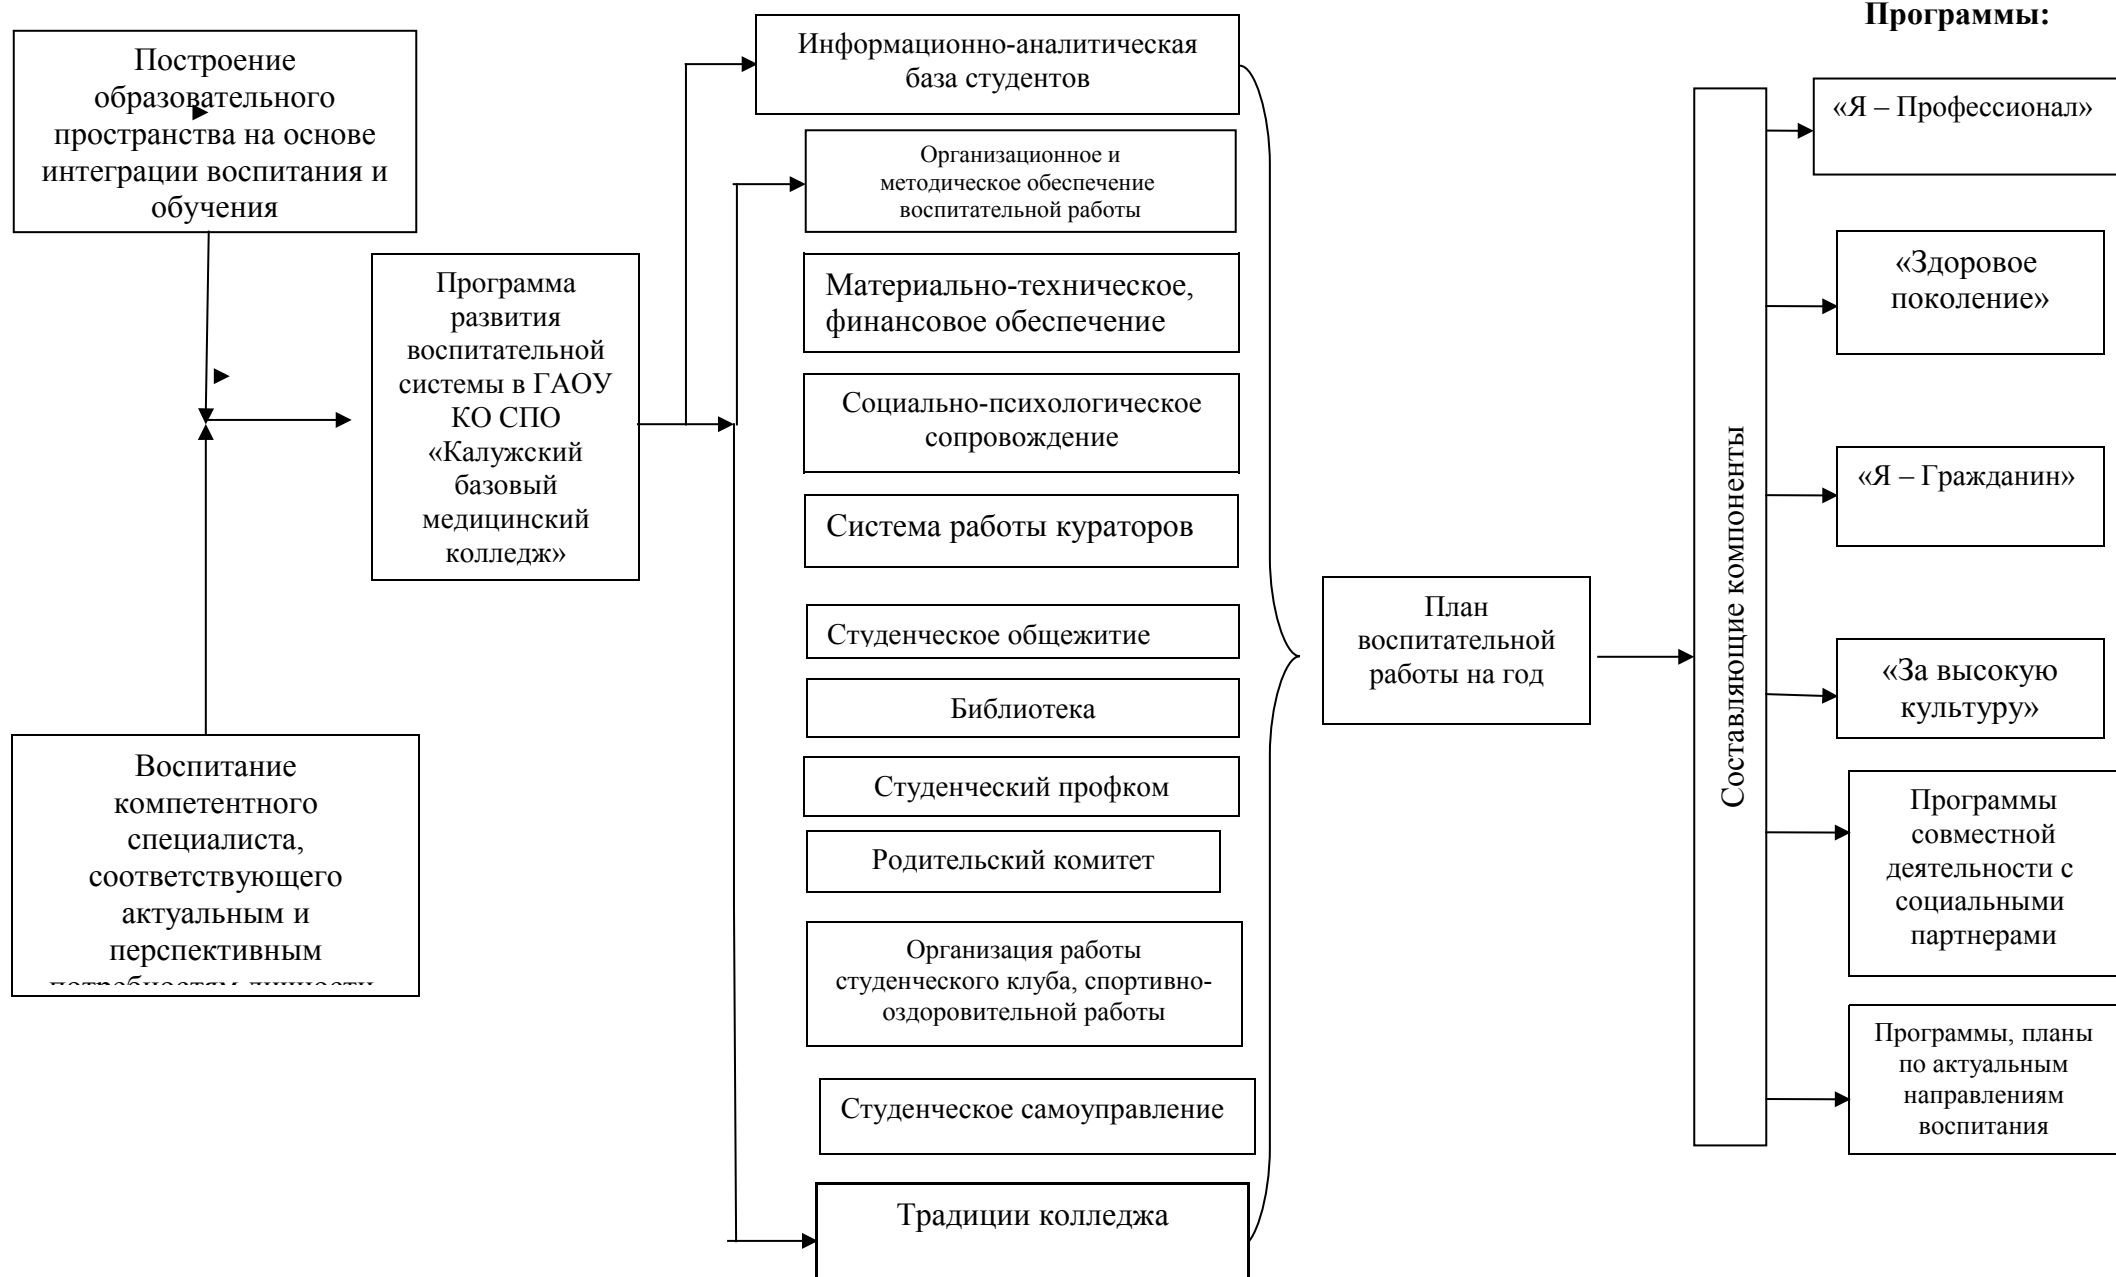 Построение
образовательного
пространства на основе
интеграции воспитания и
обучения
Воспитание
компетентного
специалиста,
соответствующего
актуальным и
перспективным
потребностям личности
Программа
развития
воспитательной
системы в ГАОУ
КО СПО
«Калужский
базовый
медицинский
колледж»
Информационно-аналитическая
база студентов
Организационное и
методическое обеспечение
воспитательной работы
Материально-техническое,
финансовое обеспечение
Социально-психологическое
сопровождение
Система работы кураторов
Студенческое общежитие
Библиотека
Студенческий профком
Родительский комитет
Организация работы
студенческого клуба, спортивно-
оздоровительной работы
Студенческое самоуправление
Традиции колледжа
План
воспитательной
работы на год
Составляющие компоненты
Программы:
«Я – Профессионал»
«Здоровое
поколение»
«Я – Гражданин»
«За высокую
культуру»
Программы
совместной
деятельности с
социальными
партнерами
Программы, планы
по актуальным
направлениям
воспитания